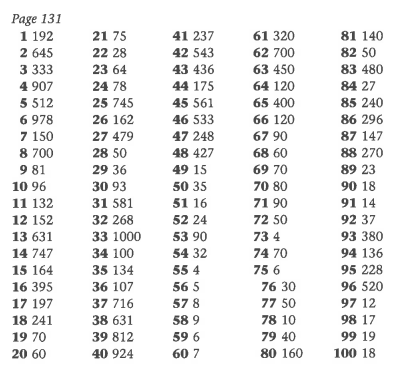 Page 131
1 192 21 75 41 237 61 320 81 140
2 645 22 28 42 543 62 700 82 50
3 333 23 64 43 436 63 450 83 480
4 907 24 78 44 175 64 120 84 27
5 512 25 745 45 561 65 400 85 240
6 978 26 162 46 533 66 120 86 296
7 150 27 479 47 248 67 90 87 147
8 700 28 50 48 427 68 60 88 270
9 81 29 36 49 15 69 70 89 23
10 96 30 93 50 35 70 80 90 18
11 132 31 581 51 16 71 90 91 14
12 152 32 268 52 24 72 50 92 37
13 631 33 1000 53 90 73 4 93 380
14 747 34 100 54 32 74 70 94 136
15 164 35 134 55 4 75 6 95 228
16 395 36 107 56 5 76 30 96 520
17 197 37 716 57 8 77 50 97 12
18 241 38 631 58 9 78 10 98 17
19 70 39 812 59 6 79 40 99 19
20 60 40 924 60 7 80 160 100 18